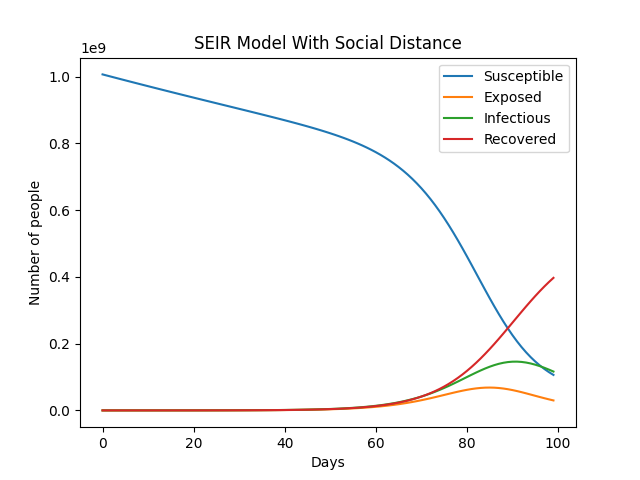 SEIR Model With Social Distance
1e9
1.0
0.8
0.6
0.4
0.2
0.0
Number of people
Susceptible
Exposed
Infectious
Recovered
0 20 40 60 80 100
Days